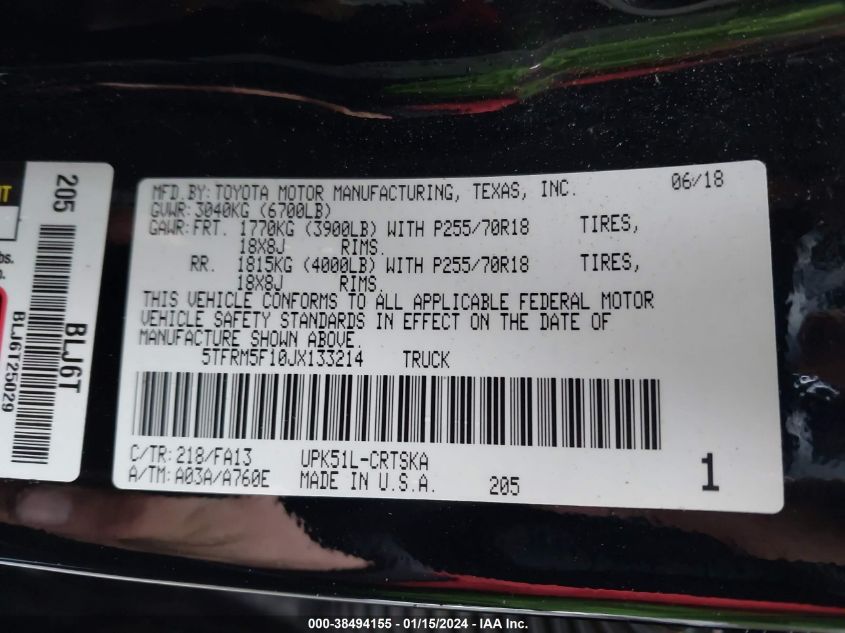 MFD.BY:TOYOTA MOTOR MANUFACTURING, TEXAS, INC. 06/18
GVWR:3040KG (6700LB)
GAWR:FRT. 1770KG (3900LB) WITH P255/70R18 TIRES,
18X8J RIMS.
RR. 1815KG (4000LB) WITH P255/70R18 TIRES,
18X8J RIMS.
THIS VEHICLE CONFORMS TO ALL APPLICABLE FEDERAL MOTOR
VEHICLE SAFETY STANDARDS IN EFFECT ON THE DATE OF
MANUFACTURE SHOWN ABOVE.
5TFRM5F10JX133214 TRUCK
C/TR:218/FA13 UPK51L-CRTSKA
A/TM:A03A/A760E MADE IN U.S.A. 205 1
205
BLJ6T
BLJ6T25029
000-38494155 - 01/15/2024 - IAA Inc.